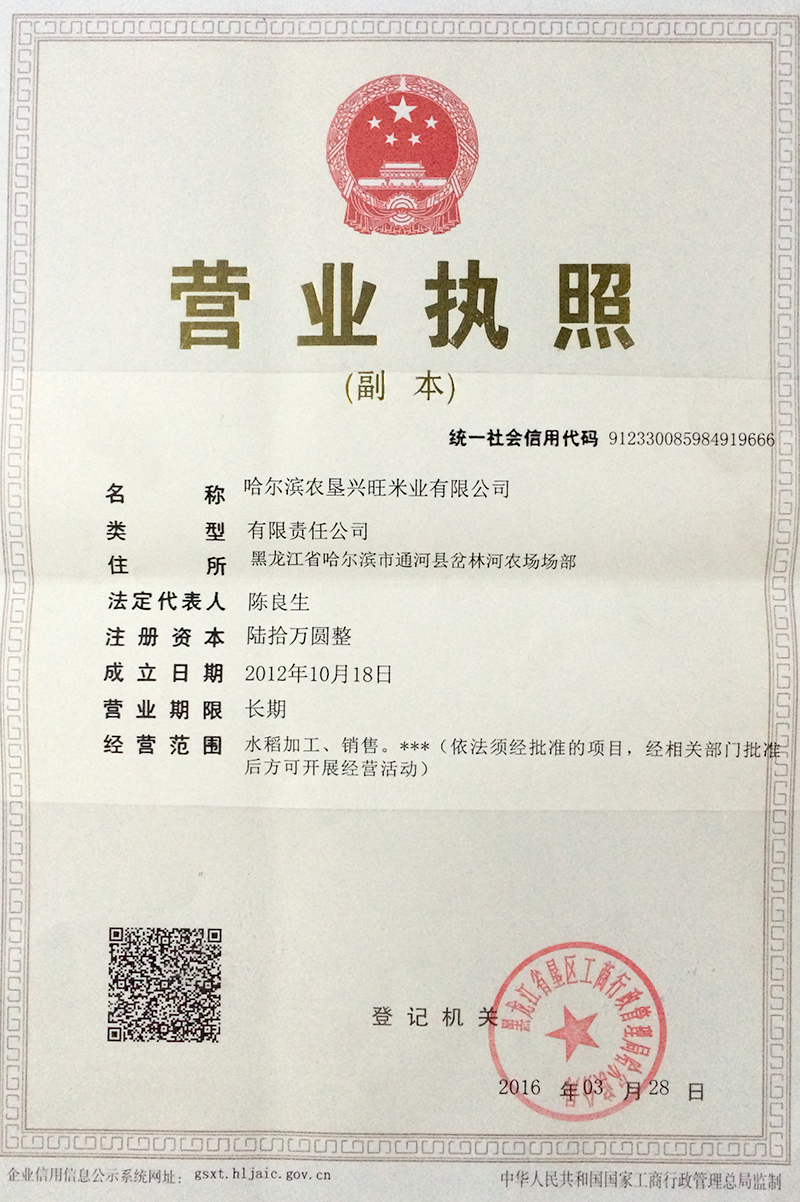 营业执照
(副 本)
统一社会信用代码 912330085984919666
名 称 哈尔滨农垦兴旺米业有限公司
类 型 有限责任公司
住 所 黑龙江省哈尔滨市通河县岔林河农场场部
法定代表人 陈良生
注册资本 陆拾万圆整
成立日期 2012年10月18日
营业期限 长期
经营范围 水稻加工、销售。***（依法须经批准的项目，经相关部门批准
后方可开展经营活动）
黑龙江省垦区工商行政管理局哈尔滨
登记机关
2016 年 03 月 28 日
企业信用信息公示系统网址：gsxt.hljaic.gov.cn
中华人民共和国国家工商行政管理总局监制